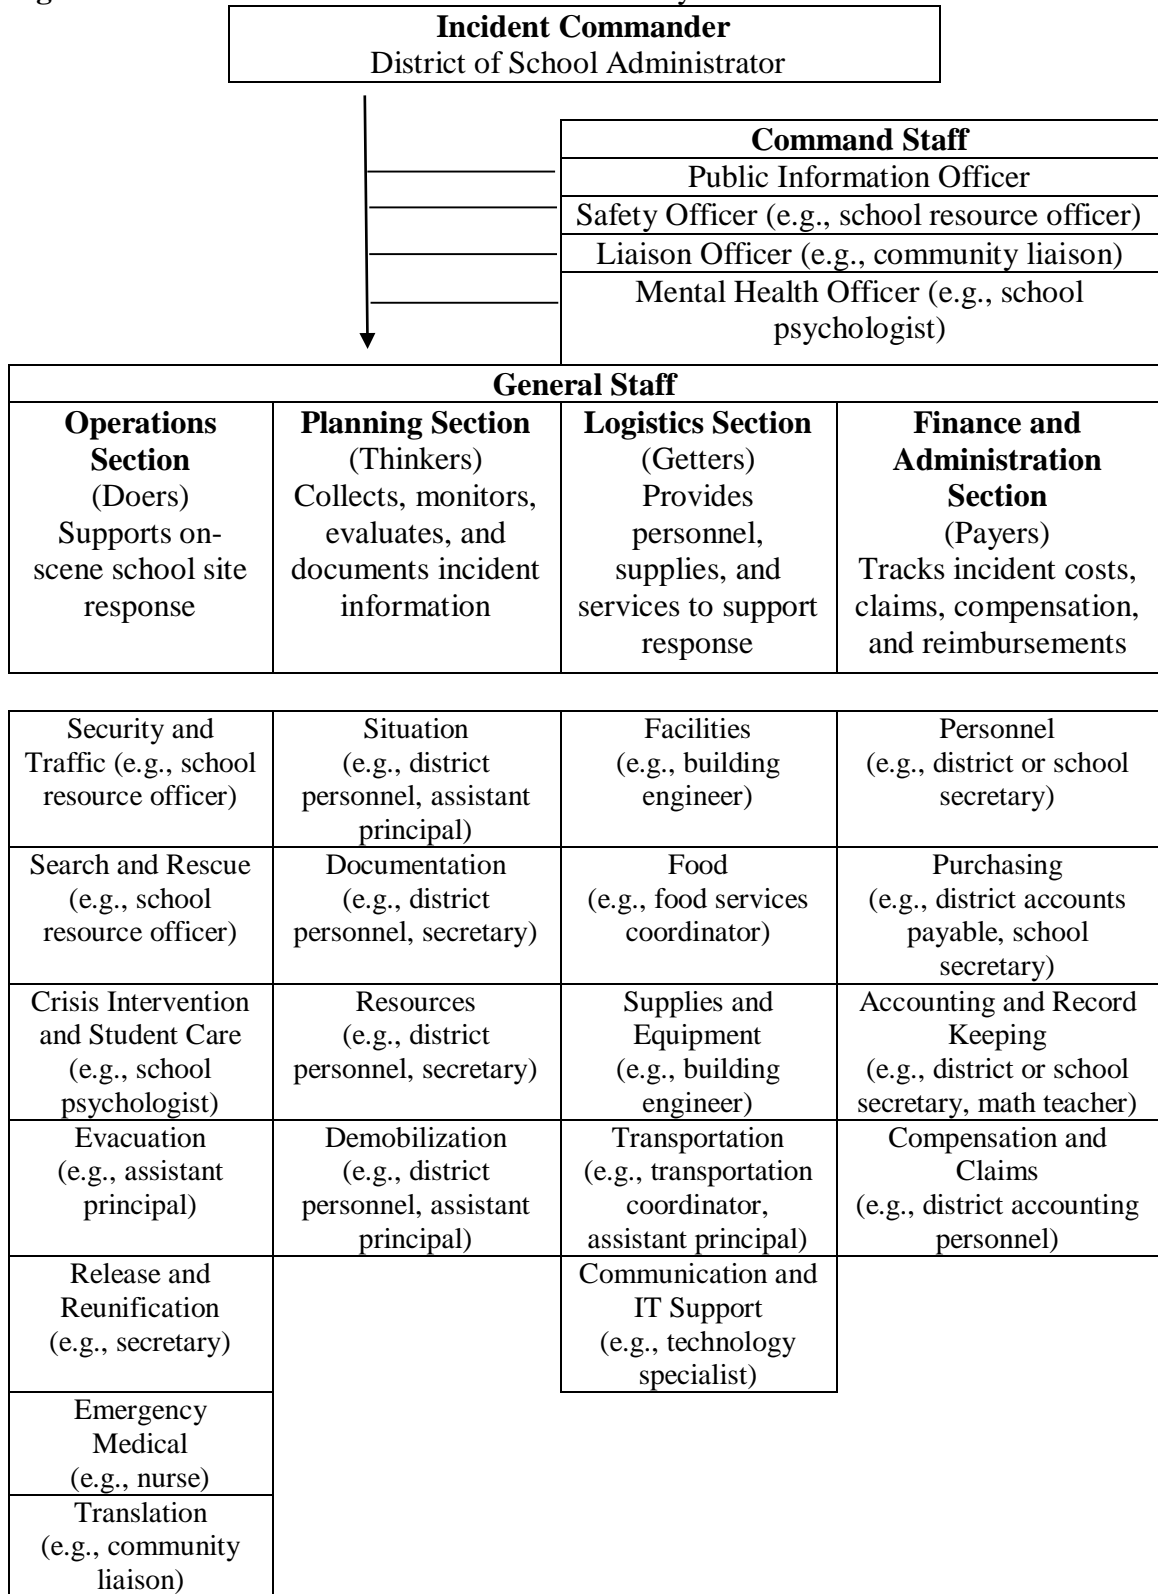 Incident Commander
District of School Administrator
Command Staff
Public Information Officer
Safety Officer (e.g., school resource officer)
Liaison Officer (e.g., community liaison)
Mental Health Officer (e.g., school
psychologist)
General Staff
Operations
Section
(Doers)
Supports on-
scene school site
response
Planning Section
(Thinkers)
Collects, monitors,
evaluates, and
documents incident
information
Logistics Section
(Getters)
Provides
personnel,
supplies, and
services to support
response
Finance and
Administration
Section
(Payers)
Tracks incident costs,
claims, compensation,
and reimbursements
Security and
Traffic (e.g., school
resource officer)
Situation
(e.g., district
personnel, assistant
principal)
Facilities
(e.g., building
engineer)
Personnel
(e.g., district or school
secretary)
Search and Rescue
(e.g., school
resource officer)
Documentation
(e.g., district
personnel, secretary)
Food
(e.g., food services
coordinator)
Purchasing
(e.g., district accounts
payable, school
secretary)
Crisis Intervention
and Student Care
(e.g., school
psychologist)
Resources
(e.g., district
personnel, secretary)
Supplies and
Equipment
(e.g., building
engineer)
Accounting and Record
Keeping
(e.g., district or school
secretary, math teacher)
Evacuation
(e.g., assistant
principal)
Demobilization
(e.g., district
personnel, assistant
principal)
Transportation
(e.g., transportation
coordinator,
assistant principal)
Compensation and
Claims
(e.g., district accounting
personnel)
Release and
Reunification
(e.g., secretary)
Communication and
IT Support
(e.g., technology
specialist)
Emergency
Medical
(e.g., nurse)
Translation
(e.g., community
liaison)